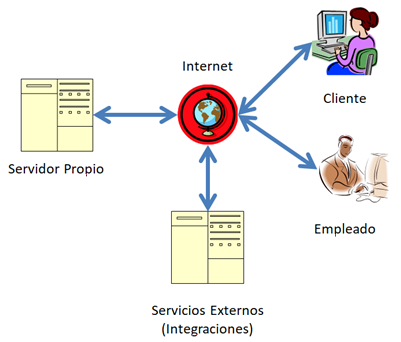 Internet
Cliente
Servidor Propio
Empleado
Servicios Externos
(Integraciones)